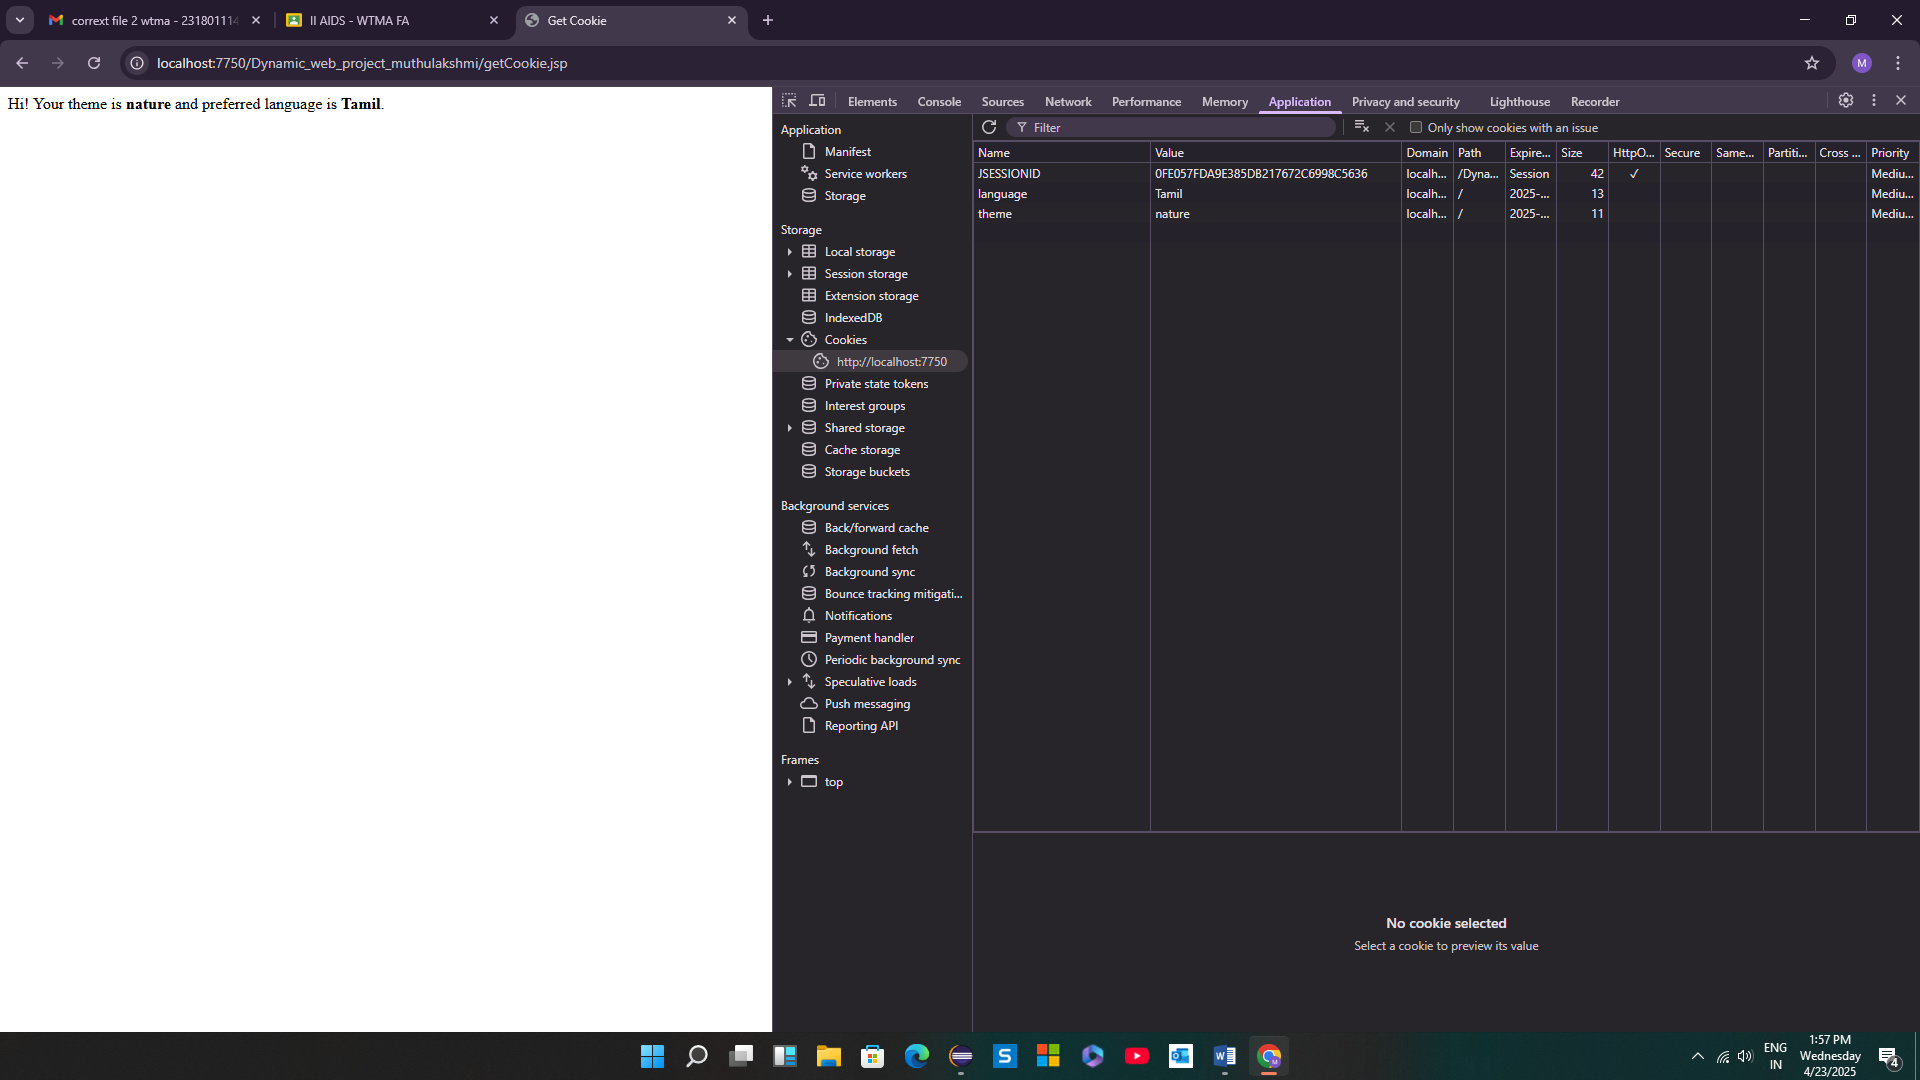 corrext file 2 wtma - 231801114
II AIDS - WTMA FA
Get Cookie
localhost:7750/Dynamic_web_project_muthulakshmi/getCookie.jsp
M
Hi! Your theme is nature and preferred language is Tamil.
Elements Console Sources Network Performance Memory Application Privacy and security Lighthouse Recorder
Application
Manifest
Service workers
Storage
Storage
Local storage
Session storage
Extension storage
IndexedDB
Cookies
http://localhost:7750
Private state tokens
Interest groups
Shared storage
Cache storage
Storage buckets
Background services
Back/forward cache
Background fetch
Background sync
Bounce tracking mitigati...
Notifications
Payment handler
Periodic background sync
Speculative loads
Push messaging
Reporting API
Frames
top
Filter
Only show cookies with an issue
Name Value Domain Path Expire... Size HttpO... Secure Same... Partiti... Cross ... Priority
JSESSIONID 0FE057FDA9E385DB217672C6998C5636 localh... /Dyna... Session 42 ✓ Mediu...
language Tamil localh... / 2025-... 13 Mediu...
theme nature localh... / 2025-... 11 Mediu...
No cookie selected
Select a cookie to preview its value
S
ENG
IN
1:57 PM
Wednesday
4/23/2025
4